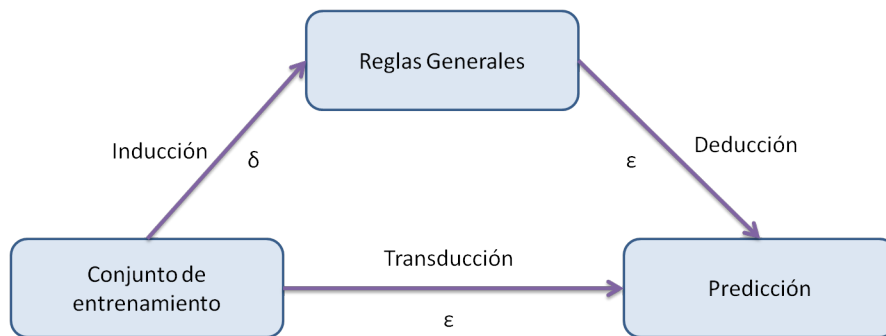 Reglas Generales
Inducción
δ
ε
Deducción
Conjunto de
entrenamiento
Transducción
ε
Predicción